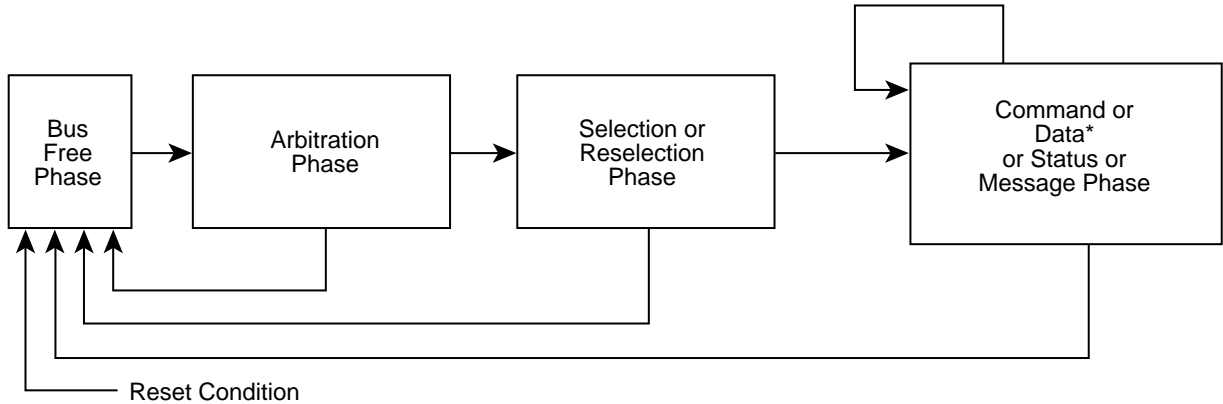 Bus
Free
Phase
Arbitration
Phase
Selection or
Reselection
Phase
Command or
Data*
or Status or
Message Phase
Reset Condition